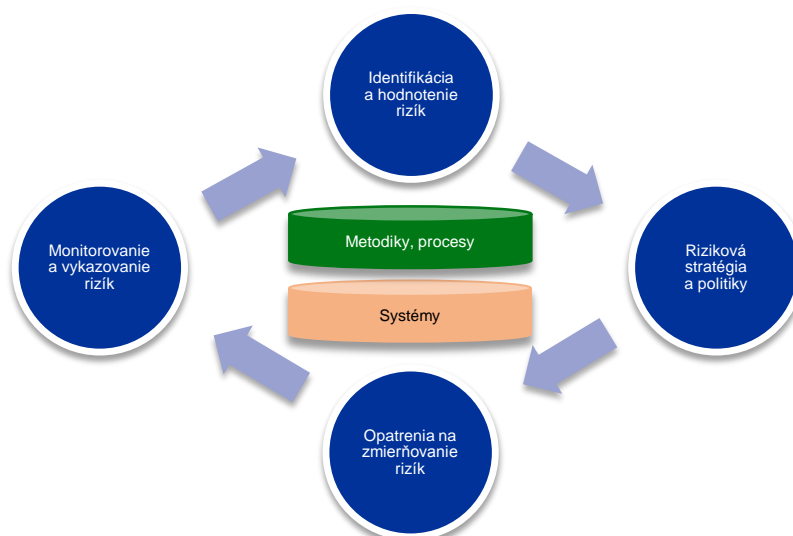 Identifikácia
a hodnotenie
rizík
Metodiky, procesy
Monitorovanie
a vykazovanie
rizík
Riziková
stratégia
a politiky
Systémy
Opatrenia na
zmierňovanie
rizík